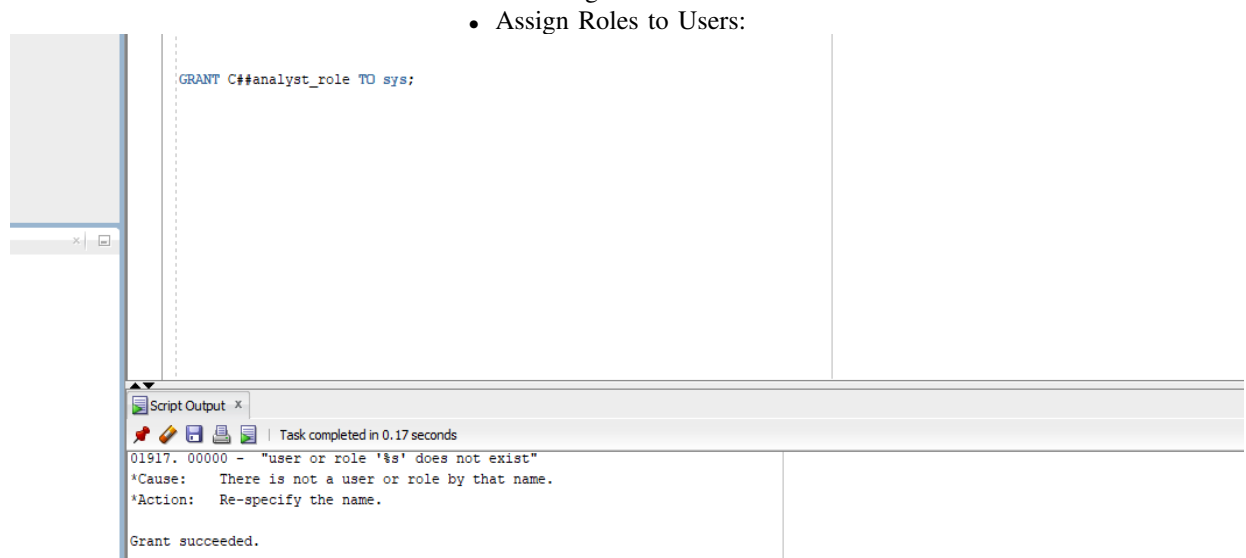 • Assign Roles to Users:
GRANT C##analyst_role TO sys;
Script Output x
Task completed in 0.17 seconds
01917. 00000 -  "user or role '%s' does not exist"
*Cause:    There is not a user or role by that name.
*Action:   Re-specify the name.
Grant succeeded.